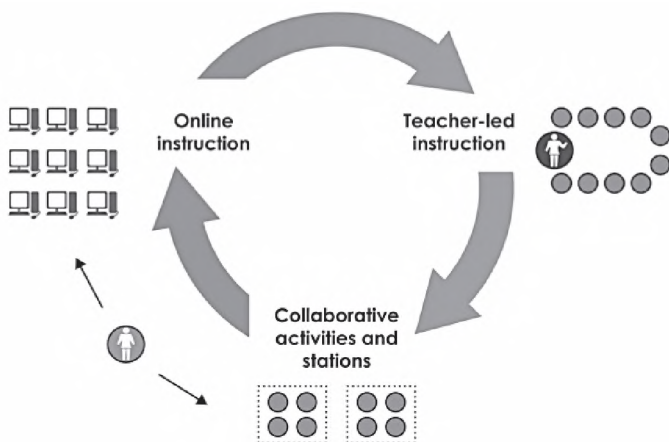 Online
instruction
Teacher-led
instruction
Collaborative
activities and
stations